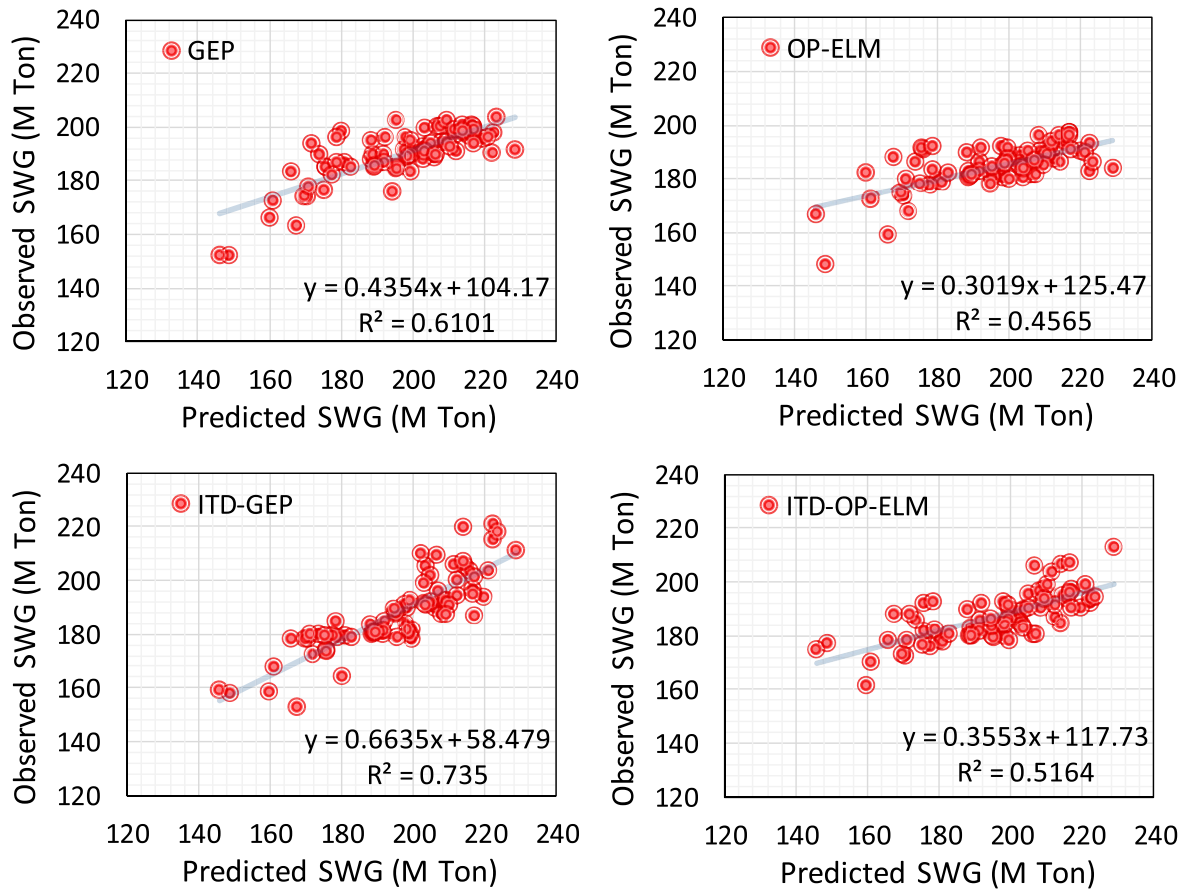 240
220
200
180
160
140
120
Observed SWG (M Ton)
GEP
y = 0.4354x + 104.17
R² = 0.6101
120 140 160 180 200 220 240
Predicted SWG (M Ton)
240
220
200
180
160
140
120
Observed SWG (M Ton)
OP-ELM
y = 0.3019x + 125.47
R² = 0.4565
120 140 160 180 200 220 240
Predicted SWG (M Ton)
240
220
200
180
160
140
120
Observed SWG (M Ton)
ITD-GEP
y = 0.6635x + 58.479
R² = 0.735
120 140 160 180 200 220 240
Predicted SWG (M Ton)
240
220
200
180
160
140
120
Observed SWG (M Ton)
ITD-OP-ELM
y = 0.3553x + 117.73
R² = 0.5164
120 140 160 180 200 220 240
Predicted SWG (M Ton)